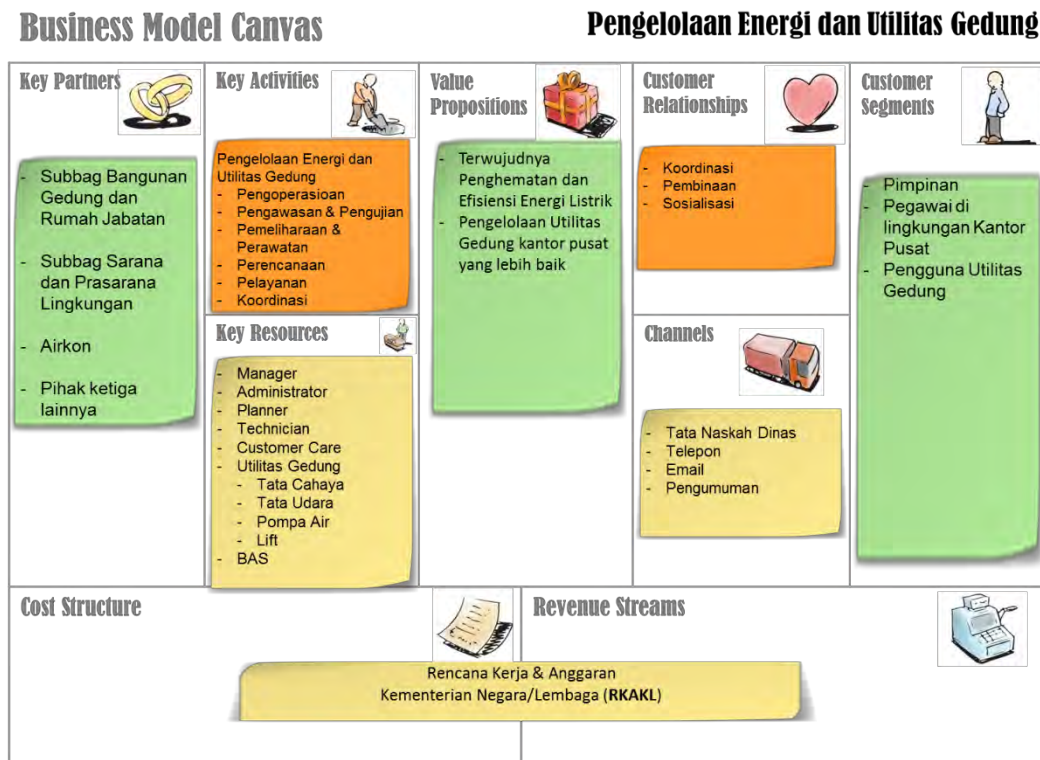 Business Model Canvas
Pengelolaan Energi dan Utilitas Gedung
Key Partners
- Subbag Bangunan
Gedung dan
Rumah Jabatan
- Subbag Sarana
dan Prasarana
Lingkungan
- Airkon
- Pihak ketiga
lainnya
Key Activities
Pengelolaan Energi dan
Utilitas Gedung
- Pengoperasioan
- Pengawasan & Pengujian
- Pemeliharaan &
Perawatan
- Perencanaan
- Pelayanan
- Koordinasi
Key Resources
- Manager
- Administrator
- Planner
- Technician
- Customer Care
- Utilitas Gedung
- Tata Cahaya
- Tata Udara
- Pompa Air
- Lift
- BAS
Value
Propositions
- Terwujudnya
Penghematan dan
Efisiensi Energi Listrik
- Pengelolaan Utilitas
Gedung kantor pusat
yang lebih baik
Customer
Relationships
- Koordinasi
- Pembinaan
- Sosialisasi
Channels
- Tata Naskah Dinas
- Telepon
- Email
- Pengumuman
Customer
Segments
- Pimpinan
- Pegawai di
lingkungan Kantor
Pusat
- Pengguna Utilitas
Gedung
Cost Structure
Revenue Streams
Rencana Kerja & Anggaran
Kementerian Negara/Lembaga (RKAKL)